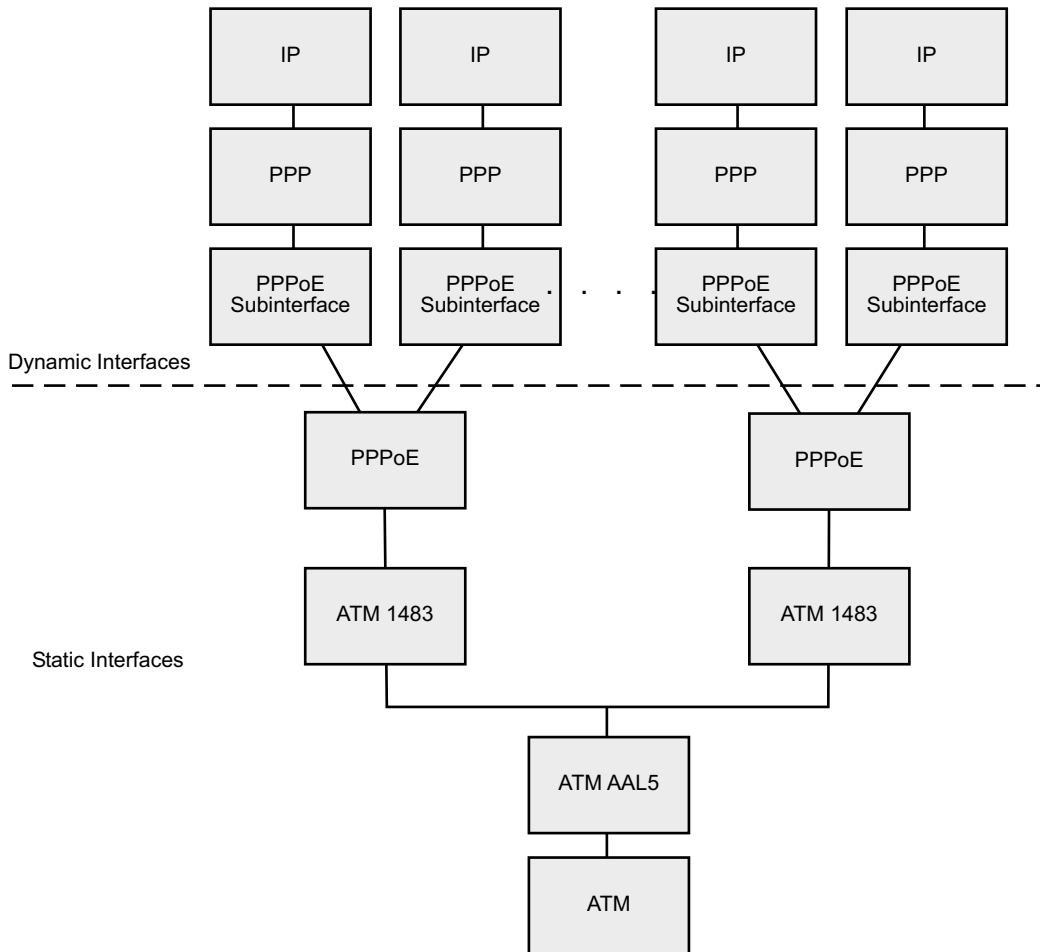 IP
IP
IP
IP
PPP
PPP
PPP
PPP
PPPoE
Subinterface
PPPoE
Subinterface
. . . .
PPPoE
Subinterface
PPPoE
Subinterface
Dynamic Interfaces
PPPoE
PPPoE
ATM 1483
ATM 1483
Static Interfaces
ATM AAL5
ATM